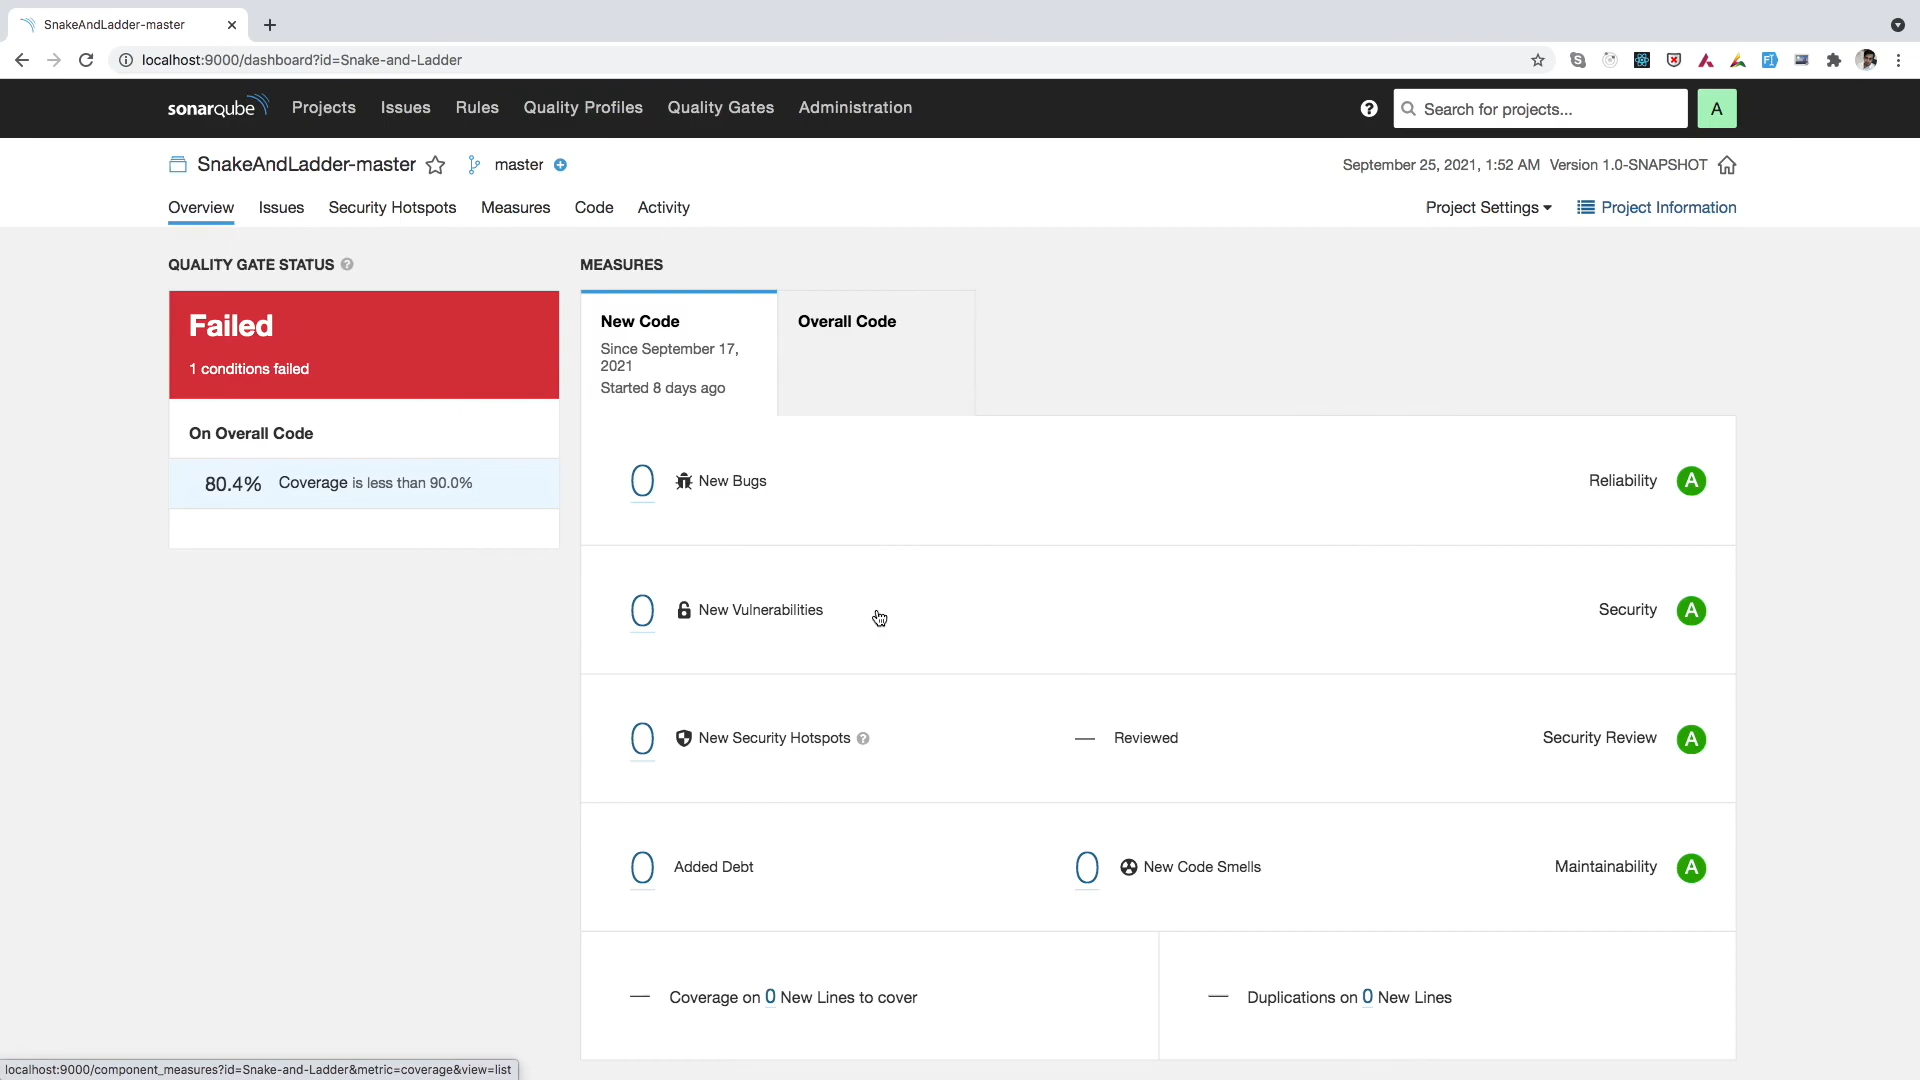 SnakeAndLadder-master
localhost:9000/dashboard?id=Snake-and-Ladder
sonarqube Projects Issues Rules Quality Profiles Quality Gates Administration
Search for projects...
A
SnakeAndLadder-master master
September 25, 2021, 1:52 AM Version 1.0-SNAPSHOT
Overview Issues Security Hotspots Measures Code Activity
Project Settings Project Information
QUALITY GATE STATUS
Failed
1 conditions failed
On Overall Code
80.4% Coverage is less than 90.0%
MEASURES
New Code
Since September 17,
2021
Started 8 days ago
Overall Code
0 New Bugs Reliability A
0 New Vulnerabilities Security A
0 New Security Hotspots — Reviewed Security Review A
0 Added Debt 0 New Code Smells Maintainability A
— Coverage on 0 New Lines to cover
— Duplications on 0 New Lines
localhost:9000/component_measures?id=Snake-and-Ladder&metric=coverage&view=list